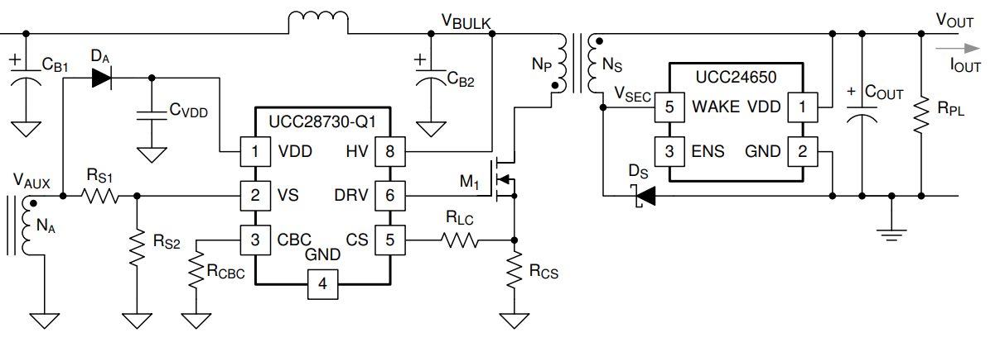 VBULK
VOUT
IOUT
+
CB1
DA
CVDD
+
CB2
NP
NS
VSEC
UCC24650
5
WAKE
VDD
1
3
ENS
GND
2
+
COUT
RPL
DS
UCC28730-Q1
1
VDD
HV
8
2
VS
DRV
6
3
CBC
CS
5
GND
4
M1
VAUX
RS1
NA
RS2
RCBC
RLC
RCS